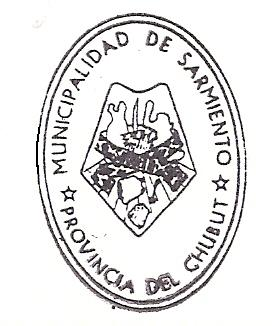 MUNICIPALIDAD DE SARMIENTO
PROVINCIA DEL CHUBUT